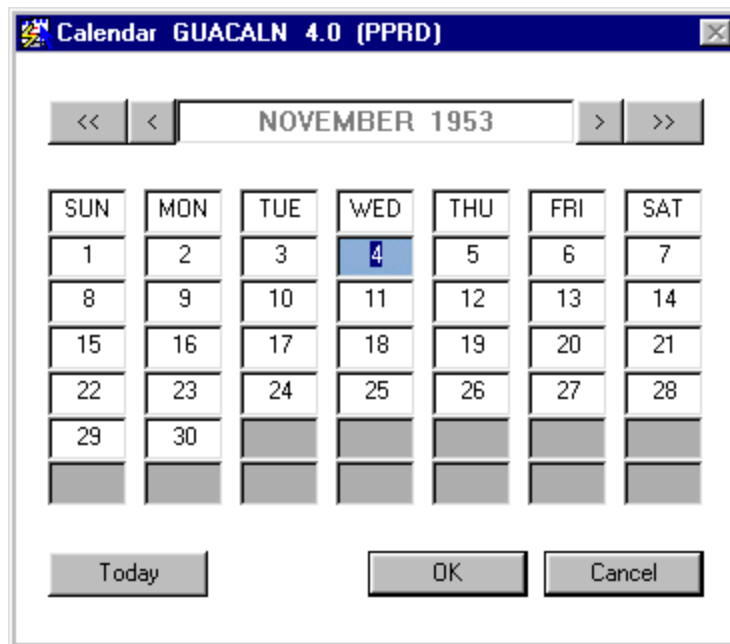 Calendar GUACALN 4.0 (PPRD)
<< < NOVEMBER 1953 > >>
SUN MON TUE WED THU FRI SAT
1 2 3 4 5 6 7
8 9 10 11 12 13 14
15 16 17 18 19 20 21
22 23 24 25 26 27 28
29 30
Today OK Cancel